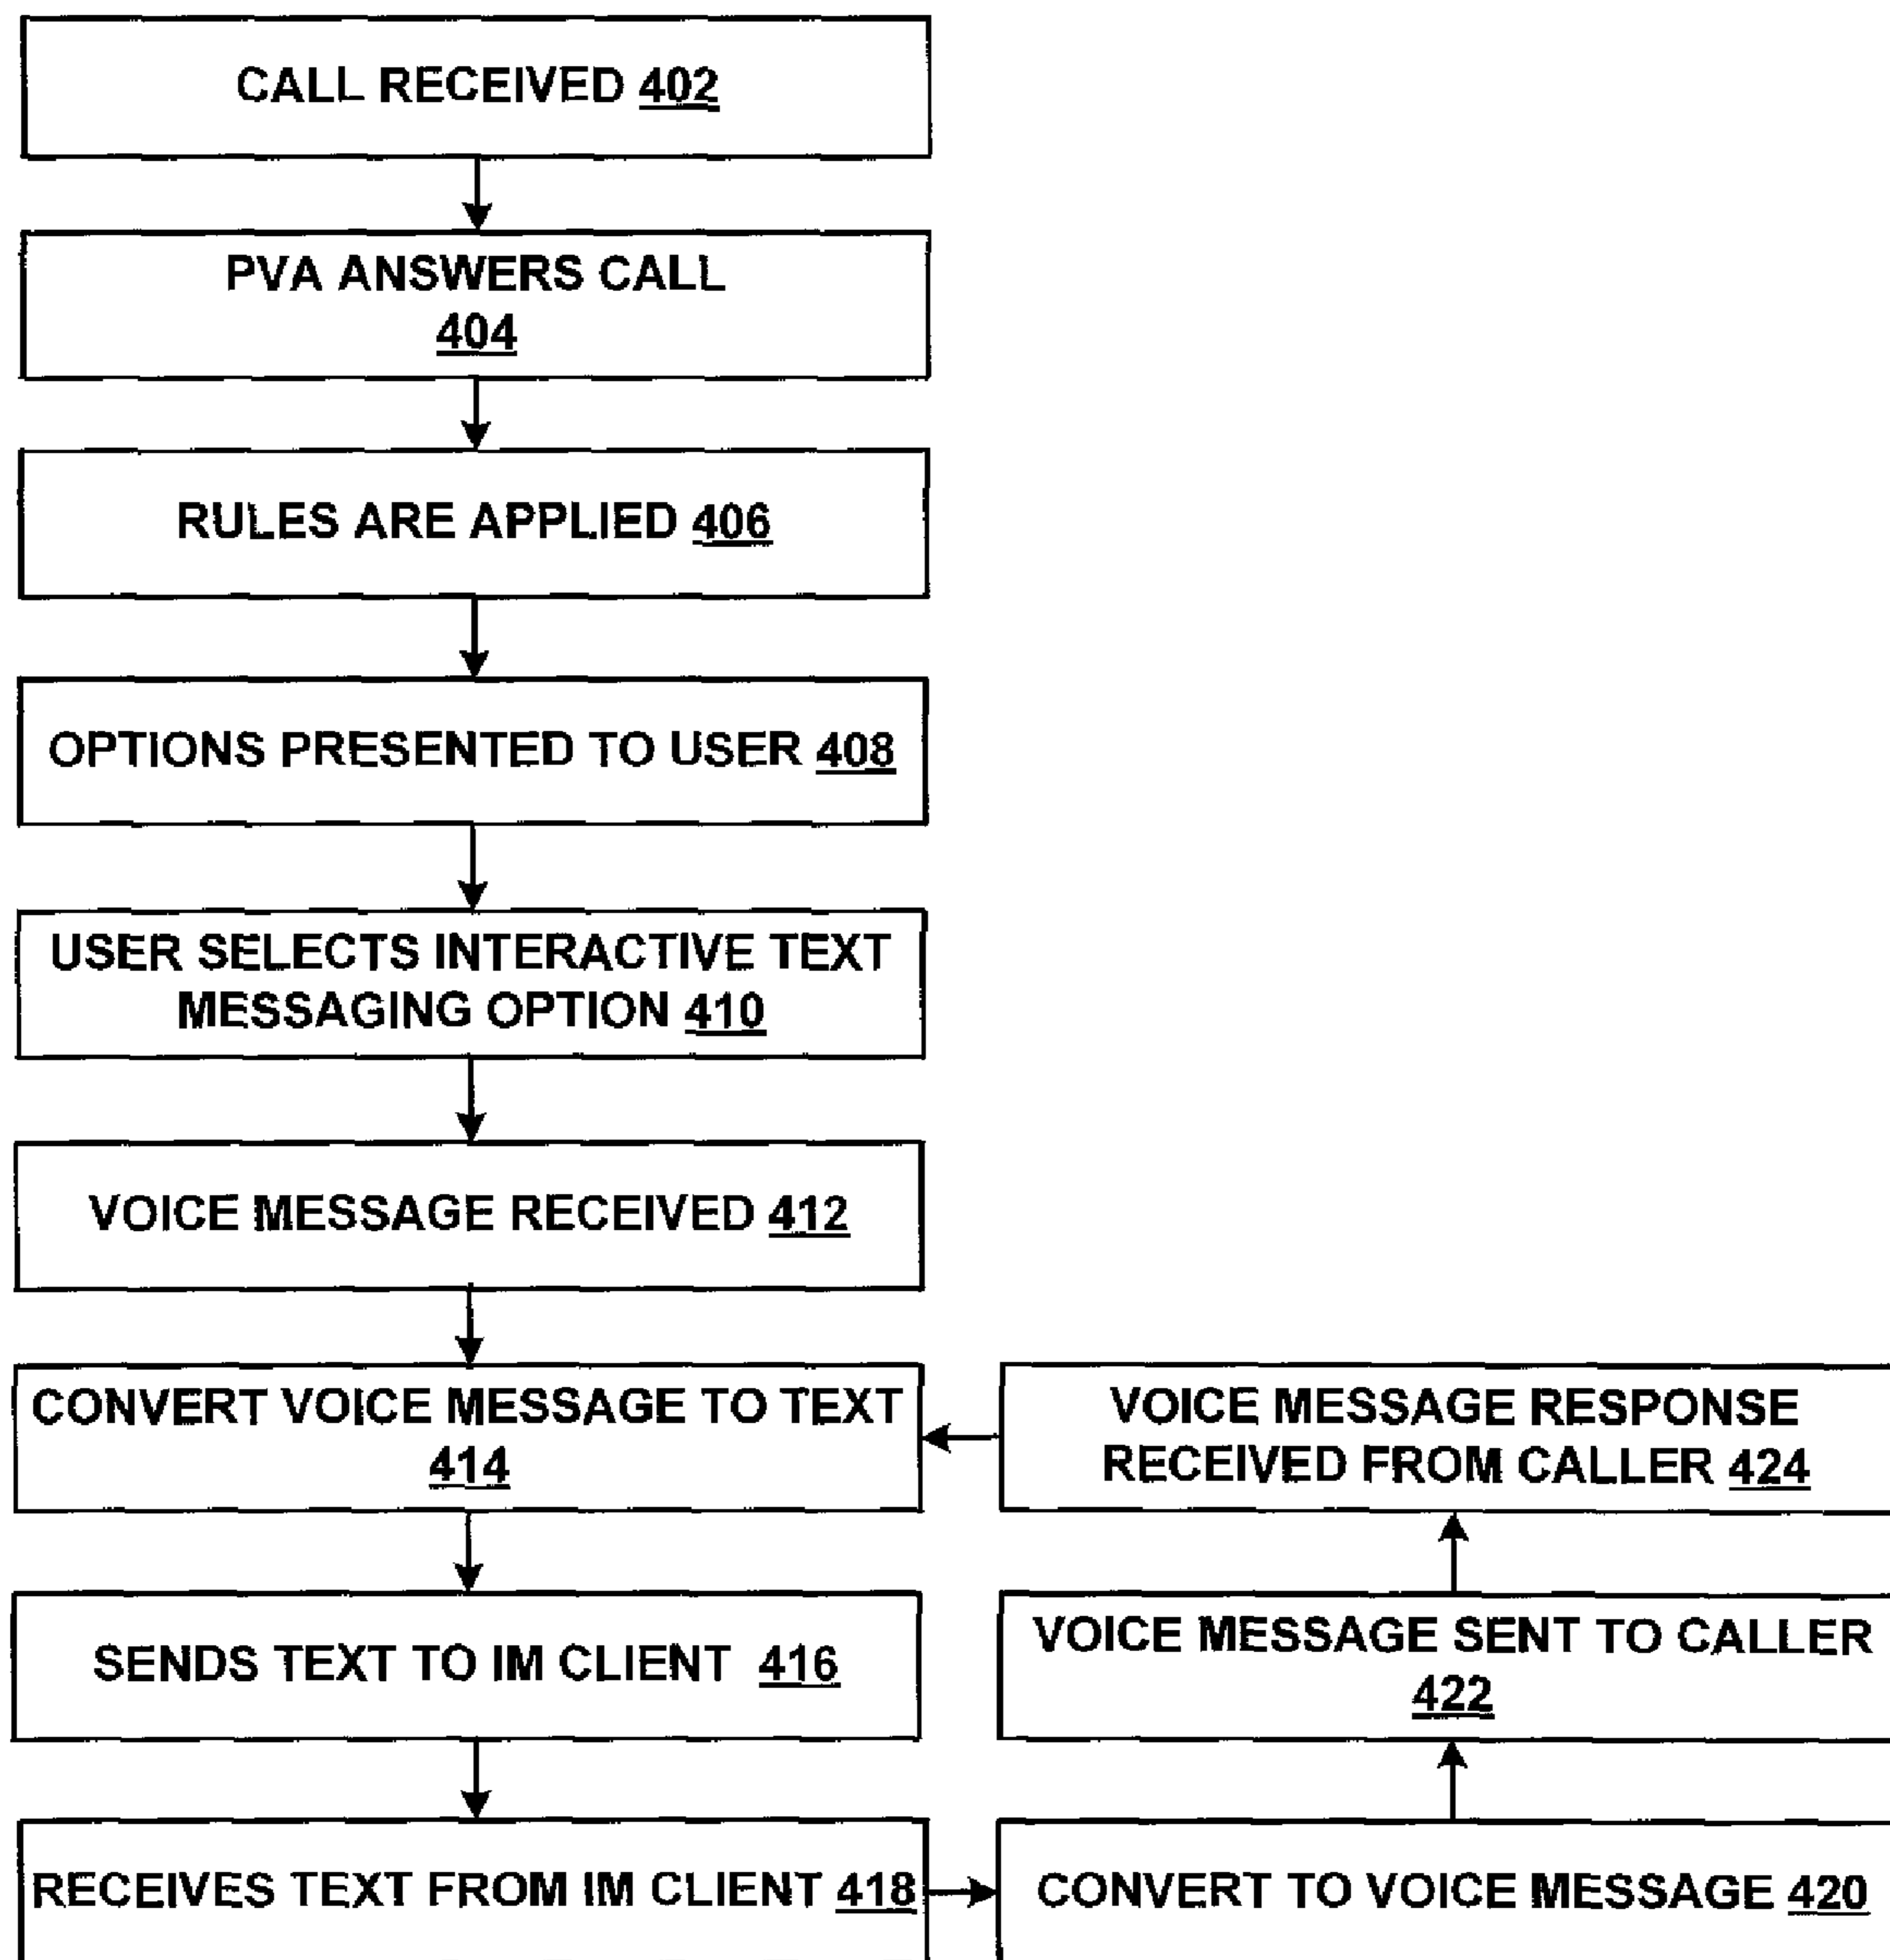 CALL RECEIVED 402
PVA ANSWERS CALL
404
RULES ARE APPLIED 406
OPTIONS PRESENTED TO USER 408
USER SELECTS INTERACTIVE TEXT
MESSAGING OPTION 410
VOICE MESSAGE RECEIVED 412
CONVERT VOICE MESSAGE TO TEXT
414
SENDS TEXT TO IM CLIENT 416
RECEIVES TEXT FROM IM CLIENT 418
CONVERT TO VOICE MESSAGE 420
VOICE MESSAGE SENT TO CALLER
422
VOICE MESSAGE RESPONSE
RECEIVED FROM CALLER 424